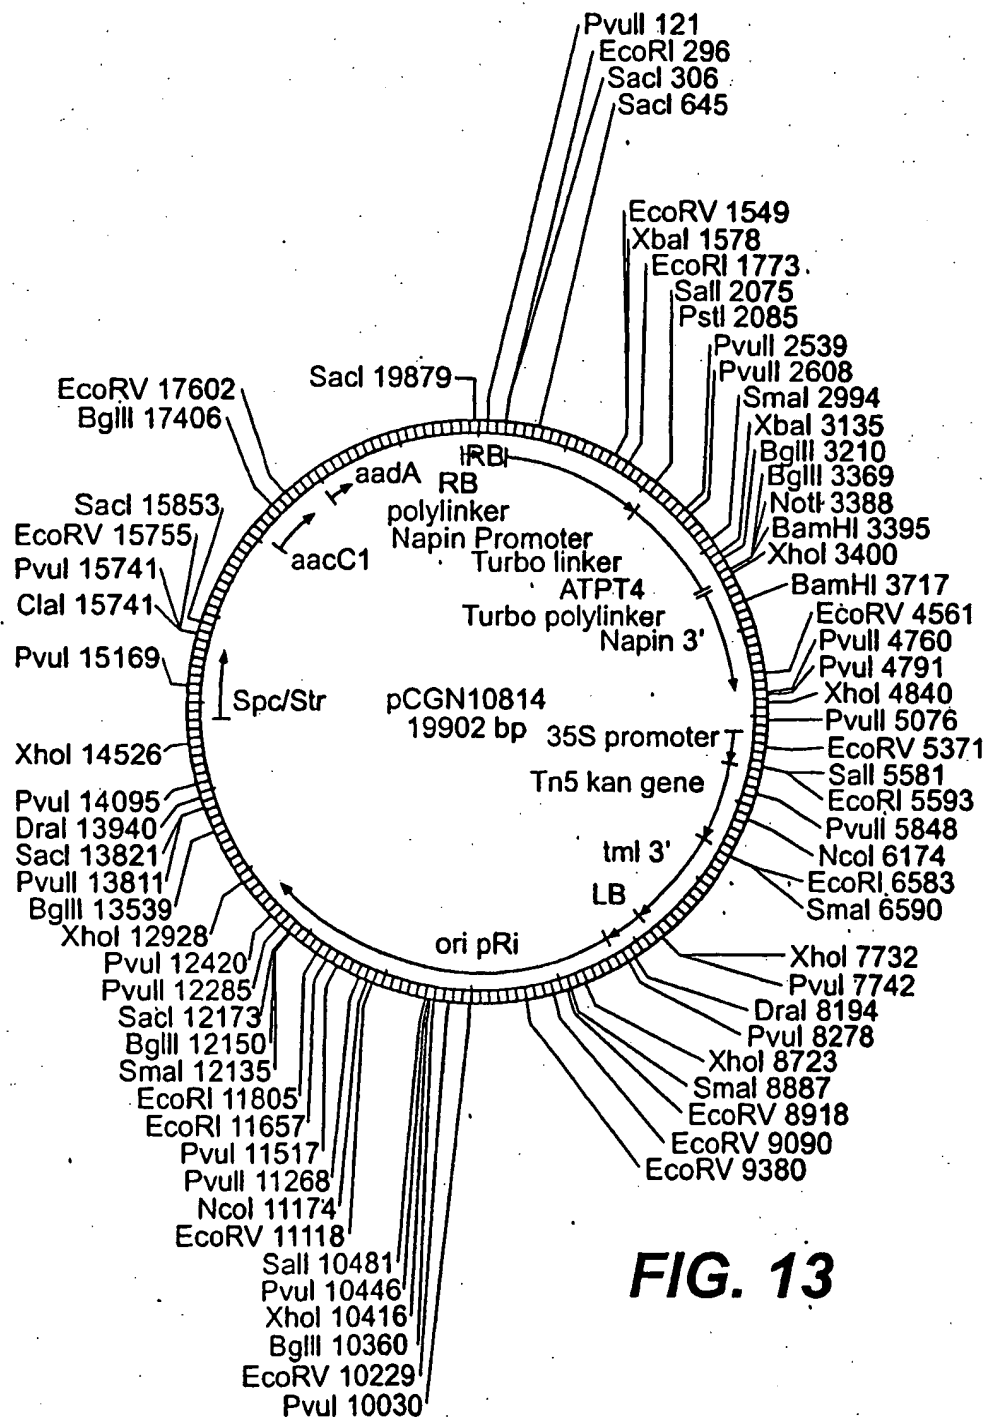 PvuII 121
EcoRI 296
SacI 306
SacI 645
EcoRV 1549
XbaI 1578
EcoRI 1773
SalI 2075
PstI 2085
PvuII 2539
PvuII 2608
SmaI 2994
XbaI 3135
BglII 3210
BglII 3369
NotI 3388
BamHI 3395
XhoI 3400
BamHI 3717
EcoRV 4561
PvuII 4760
PvuI 4791
XhoI 4840
PvuII 5076
EcoRV 5371
SalI 5581
EcoRI 5593
PvuII 5848
NcoI 6174
EcoRI 6583
SmaI 6590
XhoI 7732
PvuI 7742
DraI 8194
PvuI 8278
XhoI 8723
SmaI 8887
EcoRV 8918
EcoRV 9090
EcoRV 9380
PvuI 10030
EcoRV 10229
BglII 10360
XhoI 10416
PvuI 10446
SalI 10481
EcoRV 11118
NcoI 11174
PvuII 11268
PvuI 11517
EcoRI 11657
EcoRI 11805
SmaI 12135
BglII 12150
SacI 12173
PvuII 12285
PvuI 12420
XhoI 12928
BglII 13539
PvuII 13811
SacI 13821
DraI 13940
PvuI 14095
XhoI 14526
PvuI 15169
ClaI 15741
PvuI 15741
EcoRV 15755
SacI 15853
BglII 17406
EcoRV 17602
SacI 19879
RB
RB
polylinker
Napin Promoter
Turbo linker
ATPT4
Turbo polylinker
Napin 3'
35S promoter
Tn5 kan gene
tml 3'
LB
ori pRi
Spc/Str
aacC1
aadA
pCGN10814
19902 bp
FIG. 13